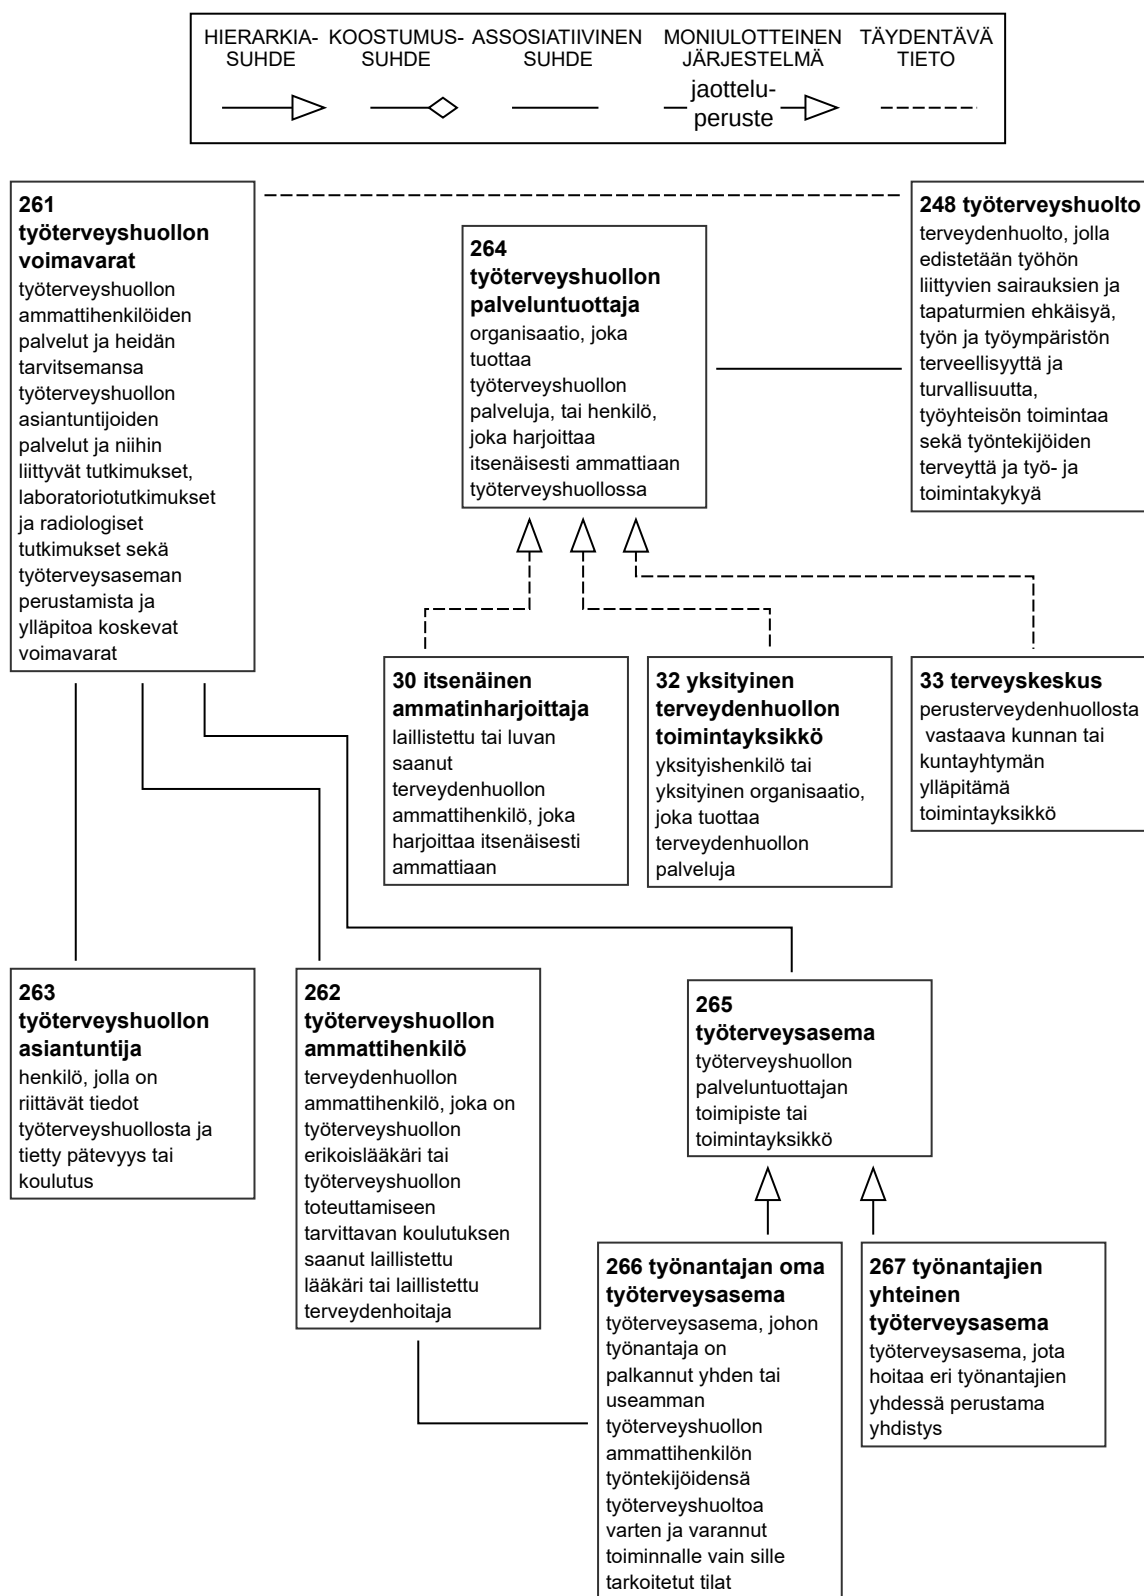 HIERARKIA-
SUHDE
KOOSTUMUS-
SUHDE
ASSOSIATIIVINEN
SUHDE
MONIULOTTEINEN
JÄRJESTELMÄ
jaottelu-
peruste
TÄYDENTÄVÄ
TIETO
261
työterveyshuollon
voimavarat
työterveyshuollon
ammattihenkilöiden
palvelut ja heidän
tarvitsemansa
työterveyshuollon
asiantuntijoiden
palvelut ja niihin
liittyvät tutkimukset,
laboratoriotutkimukset
ja radiologiset
tutkimukset sekä
työterveysaseman
perustamista ja
ylläpitoa koskevat
voimavarat
264
työterveyshuollon
palveluntuottaja
organisaatio, joka
tuottaa
työterveyshuollon
palveluja, tai henkilö,
joka harjoittaa
itsenäisesti ammattiaan
työterveyshuollossa
248 työterveyshuolto
terveydenhuolto, jolla
edistetään työhön
liittyvien sairauksien ja
tapaturmien ehkäisyä,
työn ja työympäristön
terveellisyyttä ja
turvallisuutta,
työyhteisön toimintaa
sekä työntekijöiden
terveyttä ja työ- ja
toimintakykyä
30 itsenäinen
ammatinharjoittaja
laillistettu tai luvan
saanut
terveydenhuollon
ammattihenkilö, joka
harjoittaa itsenäisesti
ammattiaan
32 yksityinen
terveydenhuollon
toimintayksikkö
yksityishenkilö tai
yksityinen organisaatio,
joka tuottaa
terveydenhuollon
palveluja
33 terveyskeskus
perusterveydenhuollosta
vastaava kunnan tai
kuntayhtymän
ylläpitämä
toimintayksikkö
263
työterveyshuollon
asiantuntija
henkilö, jolla on
riittävät tiedot
työterveyshuollosta ja
tietty pätevyys tai
koulutus
262
työterveyshuollon
ammattihenkilö
terveydenhuollon
ammattihenkilö, joka on
työterveyshuollon
erikoislääkäri tai
työterveyshuollon
toteuttamiseen
tarvittavan koulutuksen
saanut laillistettu
lääkäri tai laillistettu
terveydenhoitaja
265
työterveysasema
työterveyshuollon
palveluntuottajan
toimipiste tai
toimintayksikkö
266 työnantajan oma
työterveysasema
työterveysasema, johon
työnantaja on
palkannut yhden tai
useamman
työterveyshuollon
ammattihenkilön
työntekijöidensä
työterveyshuoltoa
varten ja varannut
toiminnalle vain sille
tarkoitetut tilat
267 työnantajien
yhteinen
työterveysasema
työterveysasema, jota
hoitaa eri työnantajien
yhdessä perustama
yhdistys